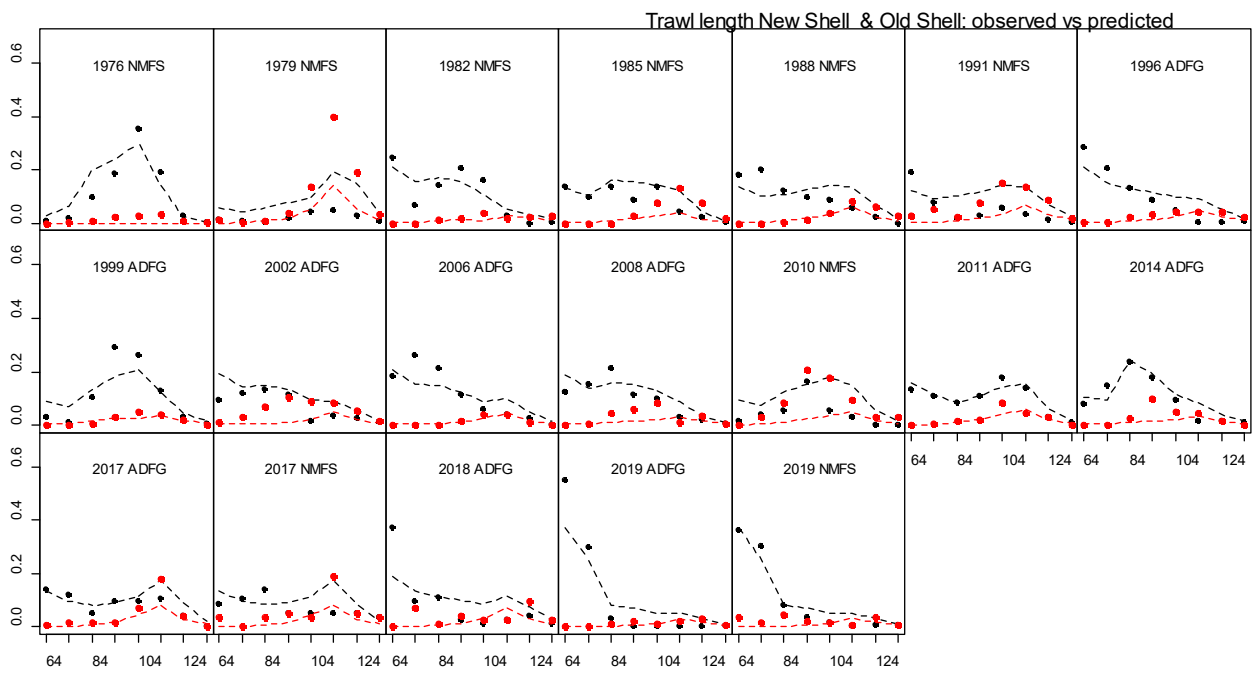 Trawl length New Shell & Old Shell: observed vs predicted
0.0 0.2 0.4 0.6
1976 NMFS 1979 NMFS 1982 NMFS 1985 NMFS 1988 NMFS 1991 NMFS 1996 ADFG
0.0 0.2 0.4 0.6
1999 ADFG 2002 ADFG 2006 ADFG 2008 ADFG 2010 NMFS 2011 ADFG 2014 ADFG
64 84 104 124 64 84 104 124
0.0 0.2 0.4 0.6
2017 ADFG 2017 NMFS 2018 ADFG 2019 ADFG 2019 NMFS
64 84 104 124 64 84 104 124 64 84 104 124 64 84 104 124 64 84 104 124